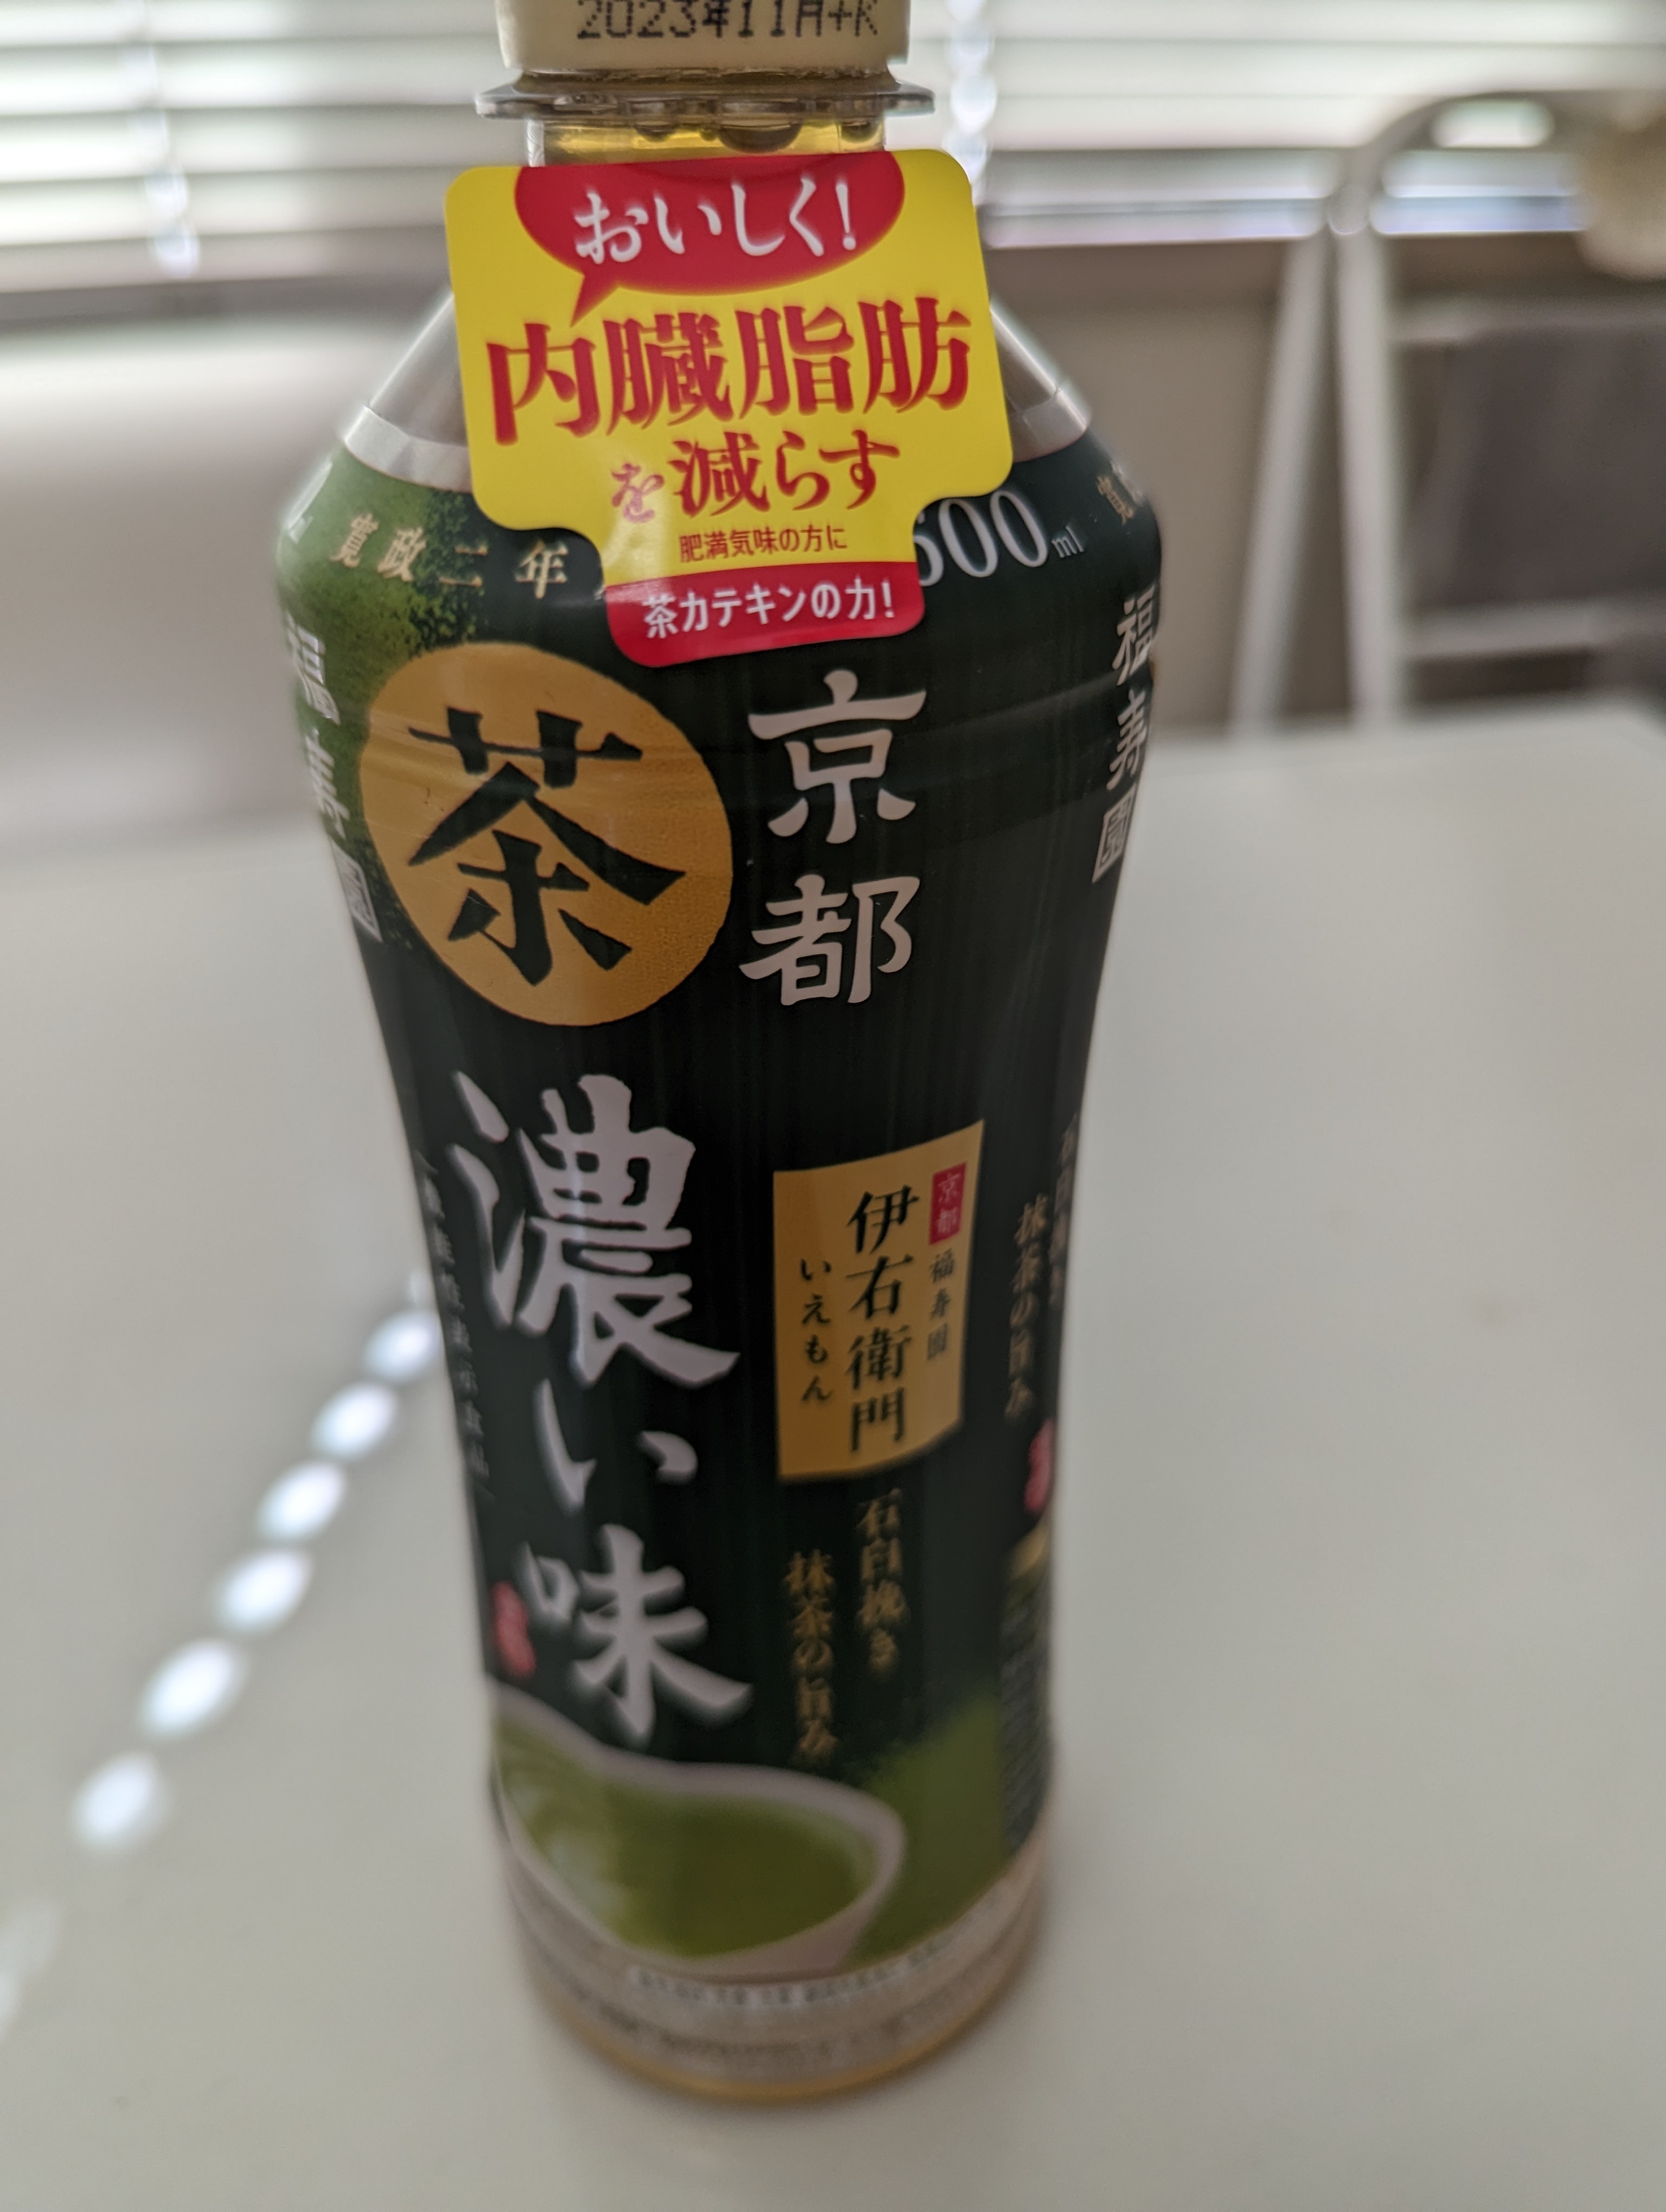 2023年11月+K
おいしく!
内臓脂肪
を減らす
肥満気味の方に
茶カテキンの力!
寛政二年
600ml
京都
茶
福寿園
福寿園
濃い味
京都
福寿園
伊右衛門
いえもん
石臼挽き
抹茶の旨み
抹茶の旨み